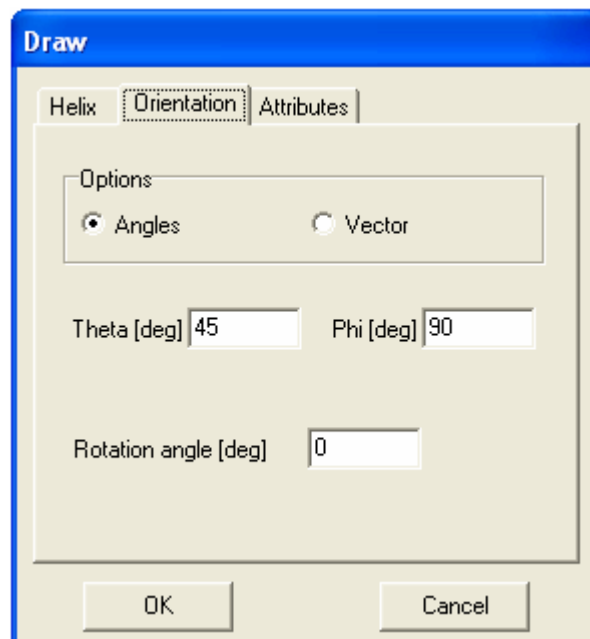 Draw
Helix Orientation Attributes
Options
Angles Vector
Theta [deg] 45 Phi [deg] 90
Rotation angle [deg] 0
OK Cancel